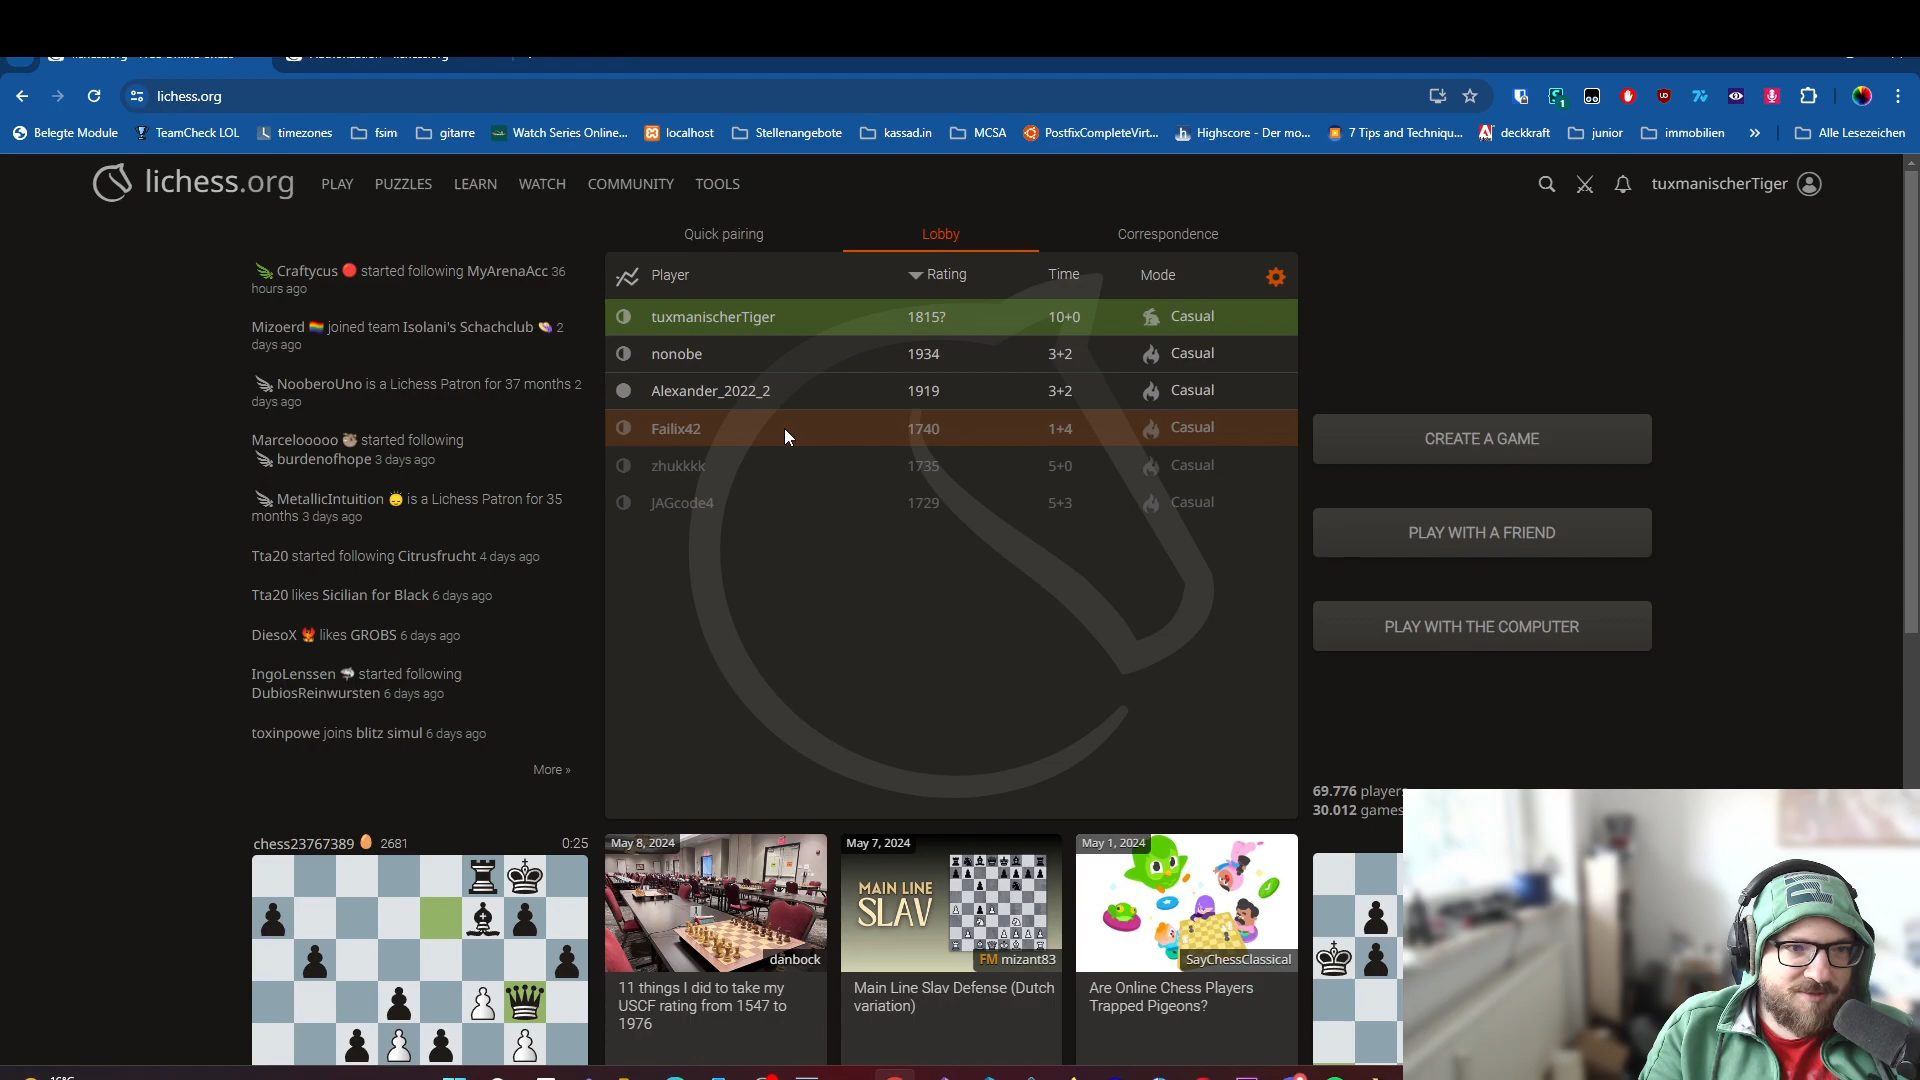 lichess.org
Belegte Module
TeamCheck LOL
timezones
fsim
gitarre
Watch Series Online...
localhost
Stellenangebote
kassad.in
MCSA
PostfixCompleteVirt...
Highscore - Der mo...
7 Tips and Techniqu...
deckkraft
junior
immobilien
»
Alle Lesezeichen
lichess.org
PLAY
PUZZLES
LEARN
WATCH
COMMUNITY
TOOLS
tuxmanischerTiger
Quick pairing
Lobby
Correspondence
Craftycus started following MyArenaAcc 36
hours ago
Mizoerd joined team Isolani's Schachclub 2
days ago
NooberoUno is a Lichess Patron for 37 months 2
days ago
Marcelooooo started following
burdenofhope 3 days ago
MetallicIntuition is a Lichess Patron for 35
months 3 days ago
Tta20 started following Citrusfrucht 4 days ago
Tta20 likes Sicilian for Black 6 days ago
DiesoX likes GROBS 6 days ago
IngoLenssen started following
DubiosReinwursten 6 days ago
toxinpowe joins blitz simul 6 days ago
More »
Player Rating Time Mode
tuxmanischerTiger 1815? 10+0 Casual
nonobe 1934 3+2 Casual
Alexander_2022_2 1919 3+2 Casual
Failix42 1740 1+4 Casual
zhukkkk 1735 5+0 Casual
JAGcode4 1729 5+3 Casual
CREATE A GAME
PLAY WITH A FRIEND
PLAY WITH THE COMPUTER
69.776 players
30.012 games
chess23767389 2681 0:25
May 8, 2024
danbock
11 things I did to take my
USCF rating from 1547 to
1976
May 7, 2024
MAIN LINE
SLAV
FM mizant83
Main Line Slav Defense (Dutch
variation)
May 1, 2024
SayChessClassical
Are Online Chess Players
Trapped Pigeons?